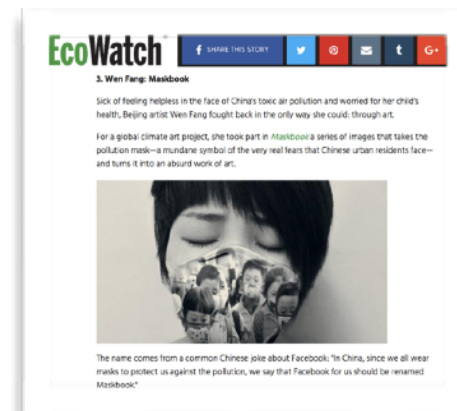 EcoWatch
SHARE THIS STORY
t
G+
3. Wen Fang: Maskbook
Sick of feeling helpless in the face of China's toxic air pollution and worried for her child's
health, Beijing artist Wen Fang fought back in the only way she could: through art.
For a global climate art project, she took part in Maskbook a series of images that takes the
pollution mask—a mundane symbol of the very real fears that Chinese urban residents face—
and turns it into an absurd work of art.
The name comes from a common Chinese joke about Facebook: "In China, since we all wear
masks to protect us against the pollution, we say that Facebook for us should be renamed
Maskbook."